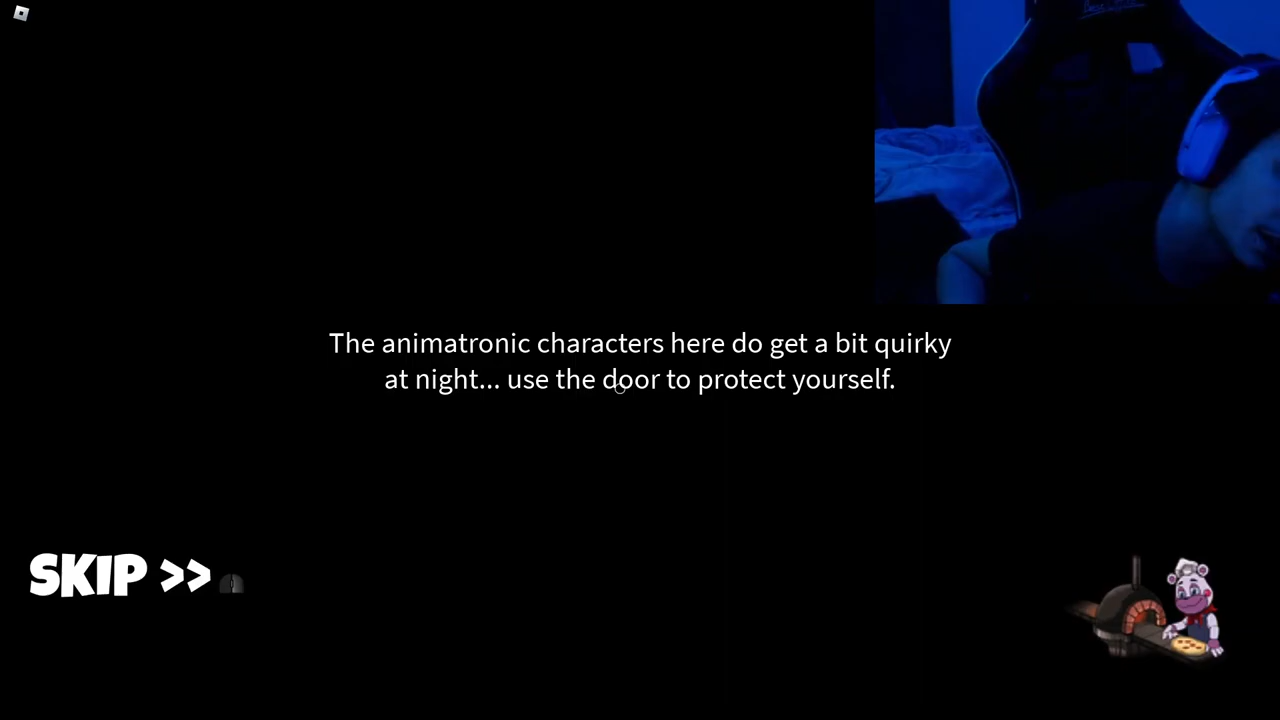 The animatronic characters here do get a bit quirky
at night... use the door to protect yourself.
SKIP >>